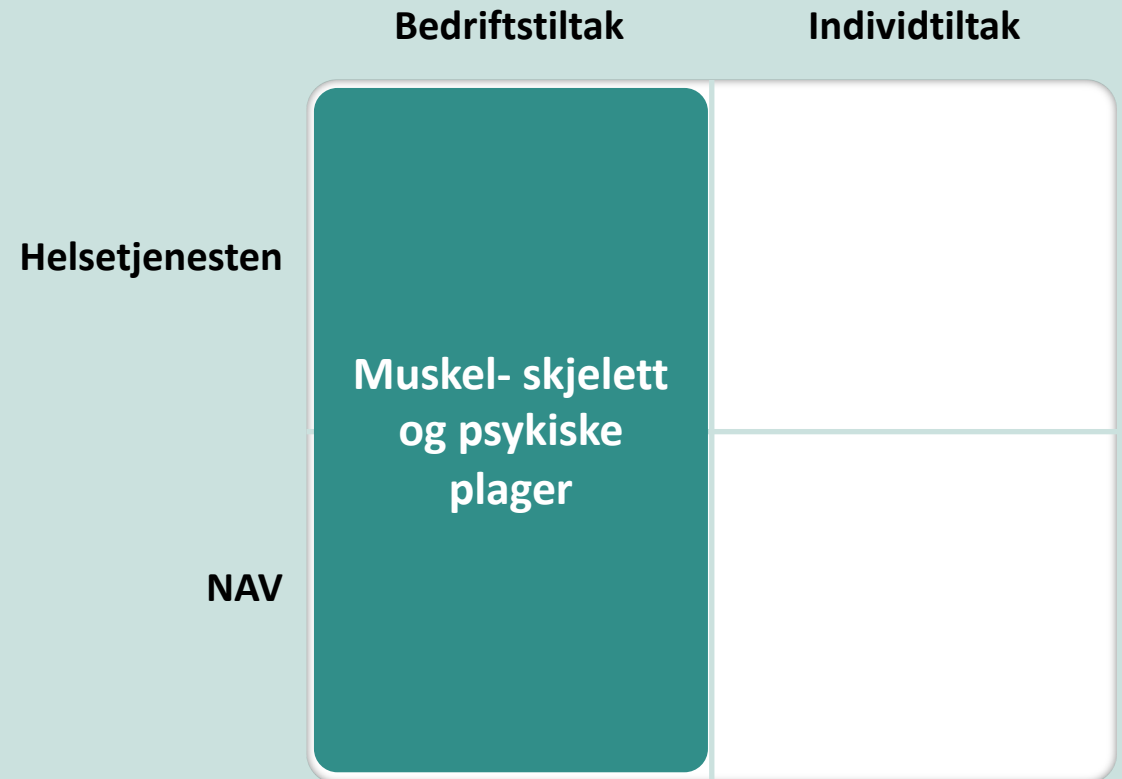 Bedriftstiltak Individtiltak
Helsetjenesten
Muskel- skjelett
og psykiske
plager
NAV